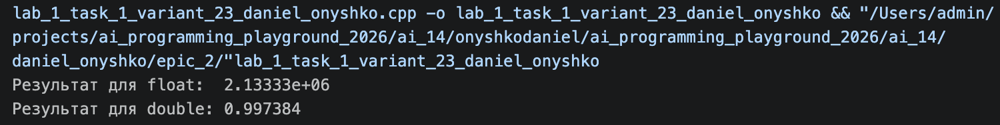 lab_1_task_1_variant_23_daniel_onyshko.cpp -o lab_1_task_1_variant_23_daniel_onyshko && "/Users/admin/
projects/ai_programming_playground_2026/ai_14/onyshkodaniel/ai_programming_playground_2026/ai_14/
daniel_onyshko/epic_2/"lab_1_task_1_variant_23_daniel_onyshko
Результат для float:  2.13333e+06
Результат для double: 0.997384